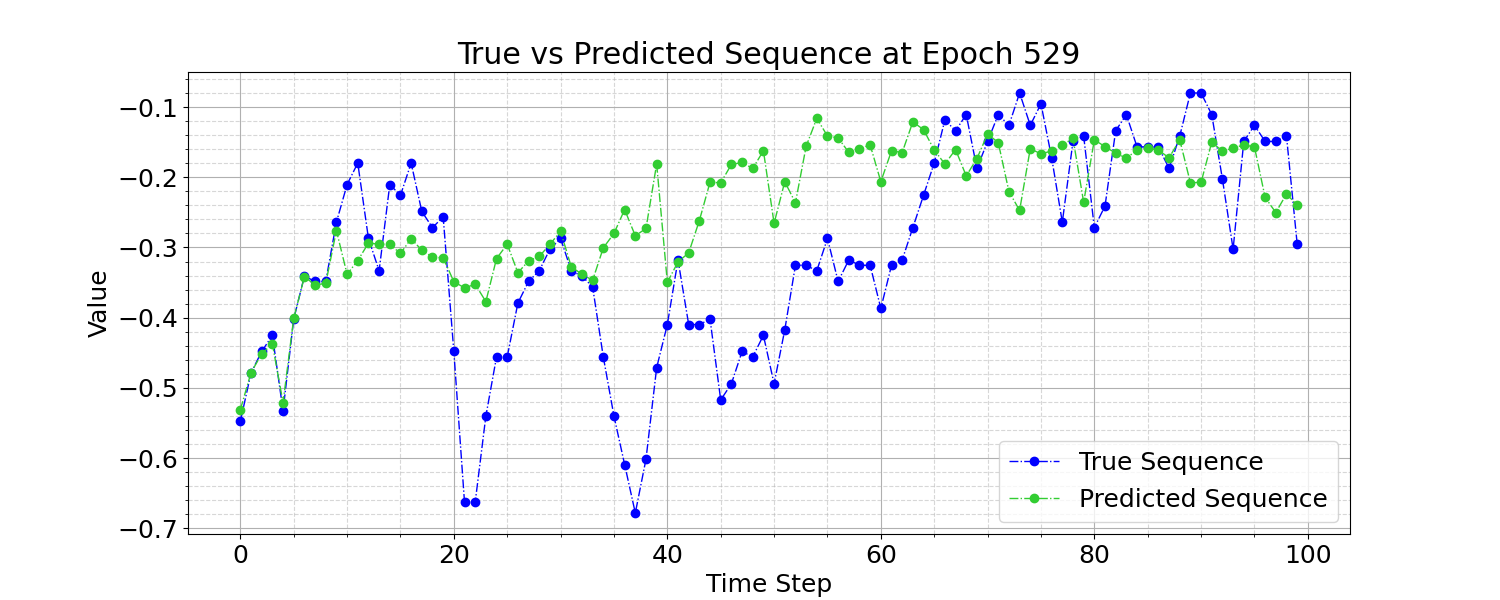 True vs Predicted Sequence at Epoch 529
Value
−0.1
−0.2
−0.3
−0.4
−0.5
−0.6
−0.7
True Sequence
Predicted Sequence
0 20 40 60 80 100
Time Step